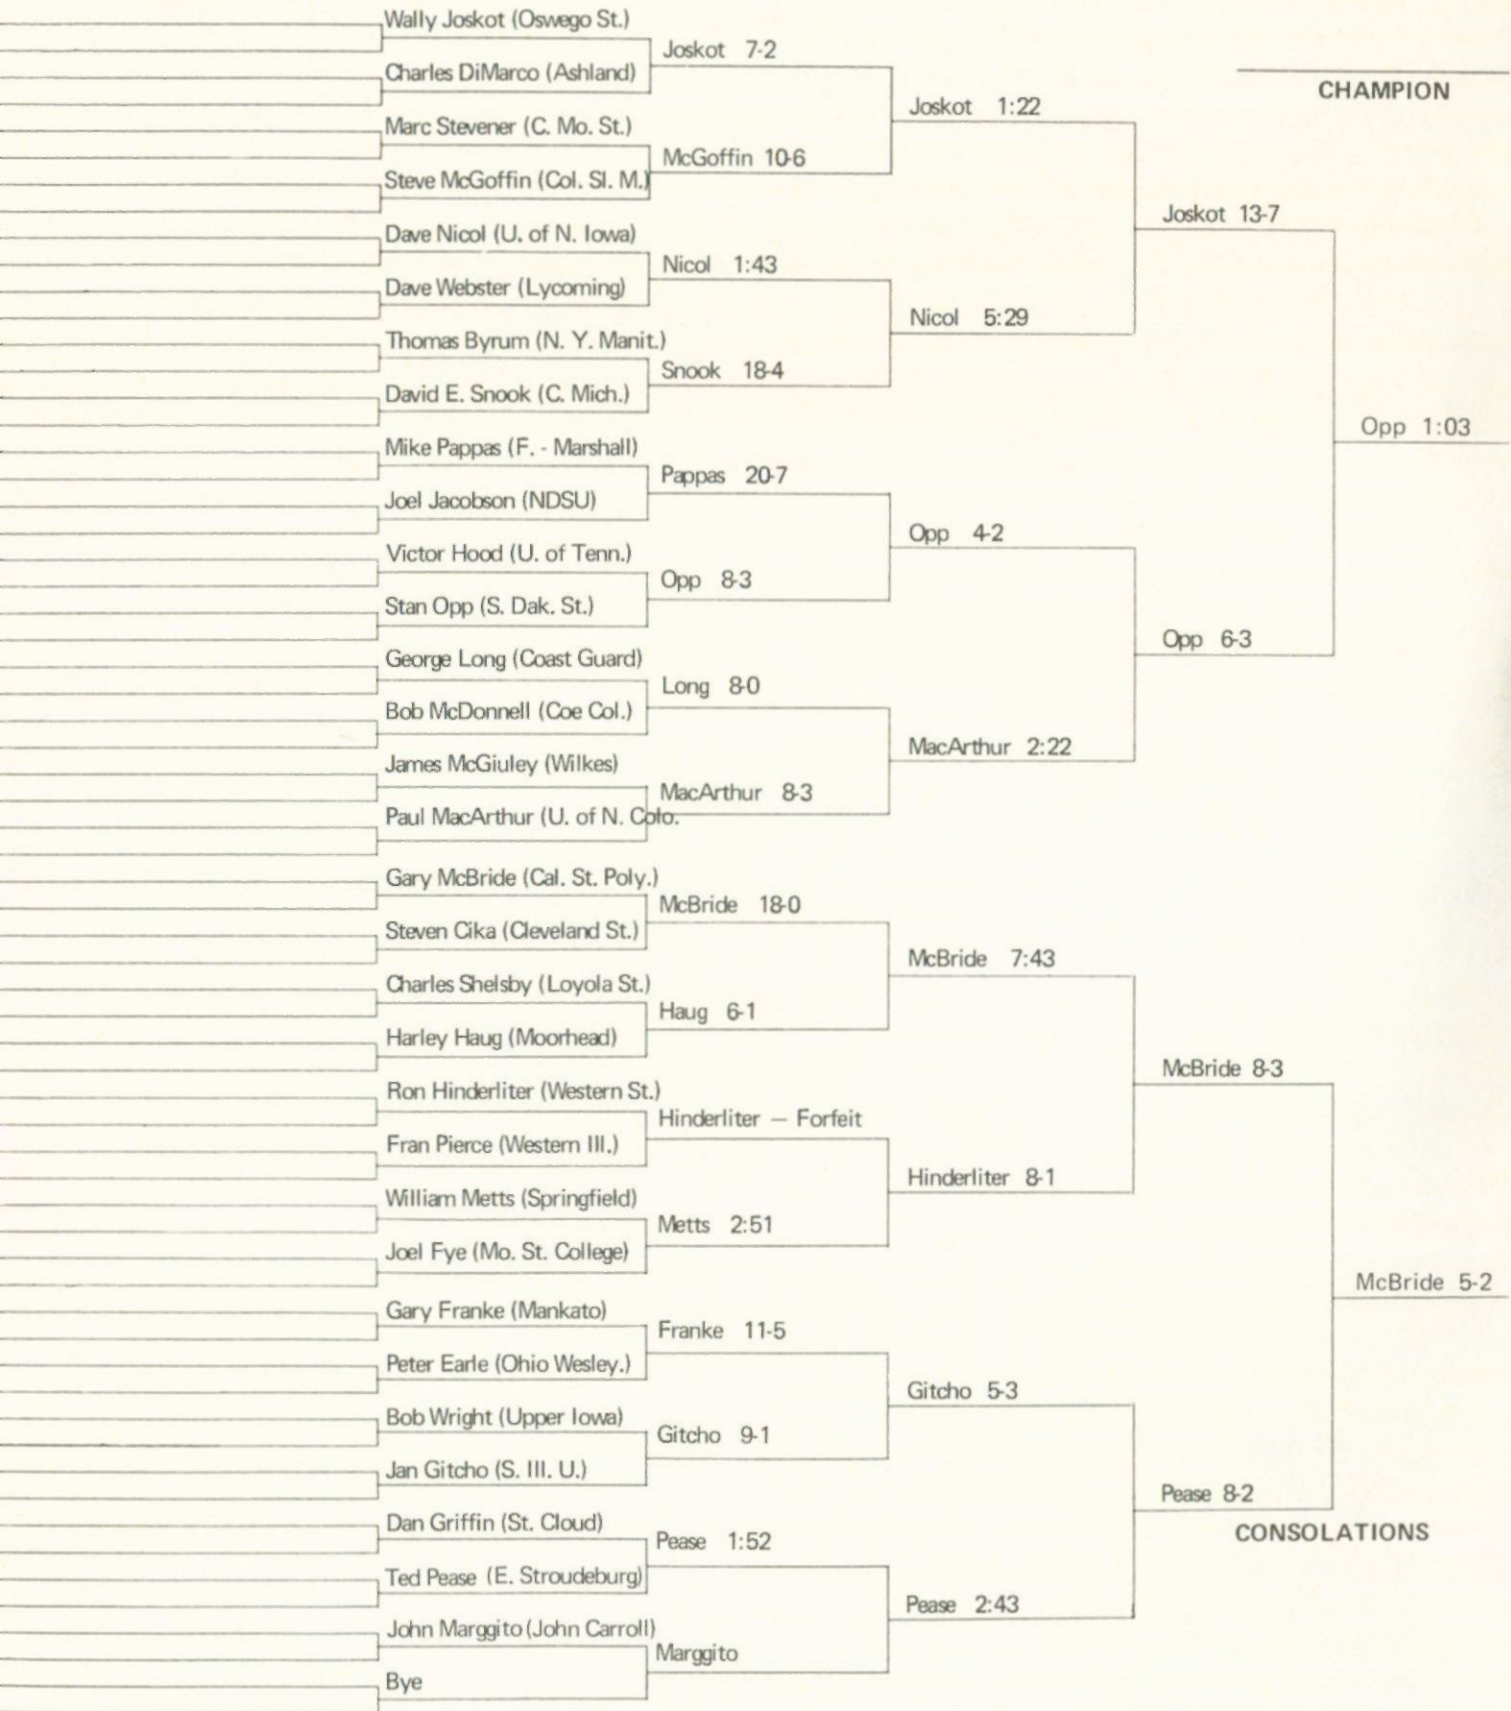 Wally Joskot (Oswego St.)
Charles DiMarco (Ashland)
Marc Stevener (C. Mo. St.)
Steve McGoffin (Col. Sl. M.)
Dave Nicol (U. of N. Iowa)
Dave Webster (Lycoming)
Thomas Byrum (N. Y. Manit.)
David E. Snook (C. Mich.)
Mike Pappas (F. - Marshall)
Joel Jacobson (NDSU)
Victor Hood (U. of Tenn.)
Stan Opp (S. Dak. St.)
George Long (Coast Guard)
Bob McDonnell (Coe Col.)
James McGiuley (Wilkes)
Paul MacArthur (U. of N. Colo.
Gary McBride (Cal. St. Poly.)
Steven Cika (Cleveland St.)
Charles Shelsby (Loyola St.)
Harley Haug (Moorhead)
Ron Hinderliter (Western St.)
Fran Pierce (Western Ill.)
William Metts (Springfield)
Joel Fye (Mo. St. College)
Gary Franke (Mankato)
Peter Earle (Ohio Wesley.)
Bob Wright (Upper Iowa)
Jan Gitcho (S. Ill. U.)
Dan Griffin (St. Cloud)
Ted Pease (E. Stroudeburg)
John Marggito (John Carroll)
Bye
Joskot 7-2
McGoffin 10-6
Nicol 1:43
Snook 18-4
Pappas 20-7
Opp 8-3
Long 8-0
MacArthur 8-3
McBride 18-0
Haug 6-1
Hinderliter — Forfeit
Metts 2:51
Franke 11-5
Gitcho 9-1
Pease 1:52
Marggito
Joskot 1:22
Nicol 5:29
Opp 4-2
MacArthur 2:22
McBride 7:43
Hinderliter 8-1
Gitcho 5-3
Pease 2:43
Joskot 13-7
Opp 6-3
McBride 8-3
Pease 8-2
Opp 1:03
McBride 5-2
CHAMPION
CONSOLATIONS